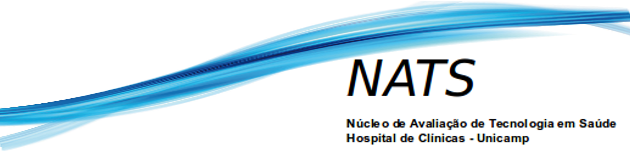 NATS
Núcleo de Avaliação de Tecnologia em Saúde
Hospital de Clínicas - Unicamp